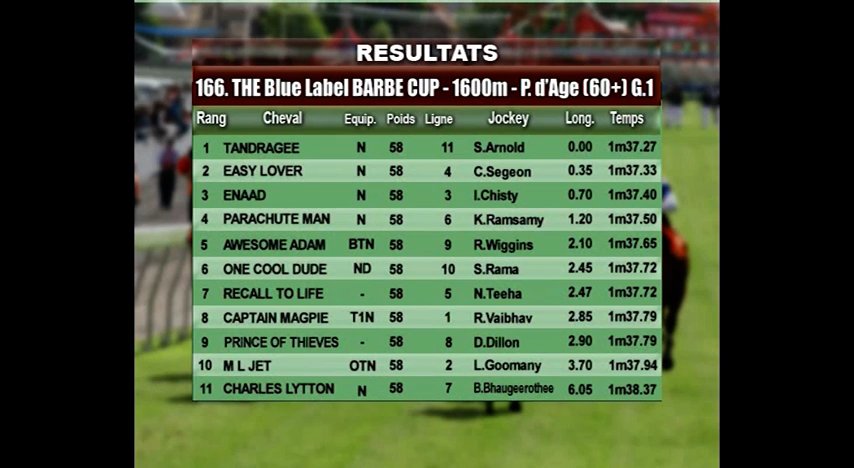 RESULTATS
166. THE Blue Label BARBE CUP - 1600m - P. d'Age (60+) G.1
Rang Cheval Equip. Poids Ligne Jockey Long. Temps
1 TANDRAGEE N 58 11 S.Arnold 0.00 1m37.27
2 EASY LOVER N 58 4 C.Segeon 0.35 1m37.33
3 ENAAD N 58 3 I.Chisty 0.70 1m37.40
4 PARACHUTE MAN N 58 6 K.Ramsamy 1.20 1m37.50
5 AWESOME ADAM BTN 58 9 R.Wiggins 2.10 1m37.65
6 ONE COOL DUDE ND 58 10 S.Rama 2.45 1m37.72
7 RECALL TO LIFE - 58 5 N.Teeha 2.47 1m37.72
8 CAPTAIN MAGPIE T1N 58 1 R.Vaibhav 2.85 1m37.79
9 PRINCE OF THIEVES - 58 8 D.Dillon 2.90 1m37.79
10 M L JET OTN 58 2 L.Goomany 3.70 1m37.94
11 CHARLES LYTTON N 58 7 B.Bhaugeerothee 6.05 1m38.37